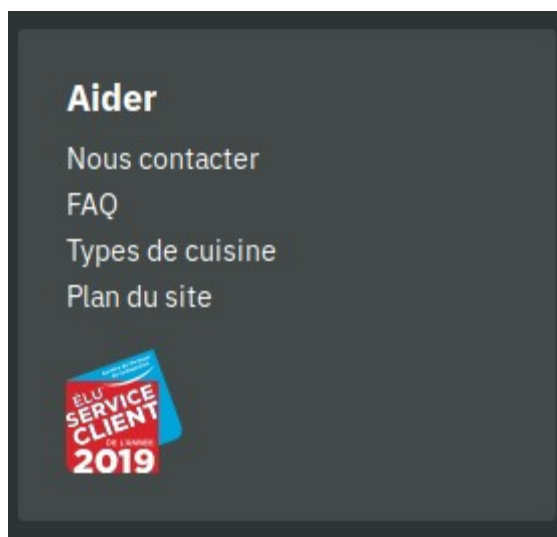 Aider
Nous contacter
FAQ
Types de cuisine
Plan du site
ÉLU
SERVICE
CLIENT
DE L'ANNÉE
2019